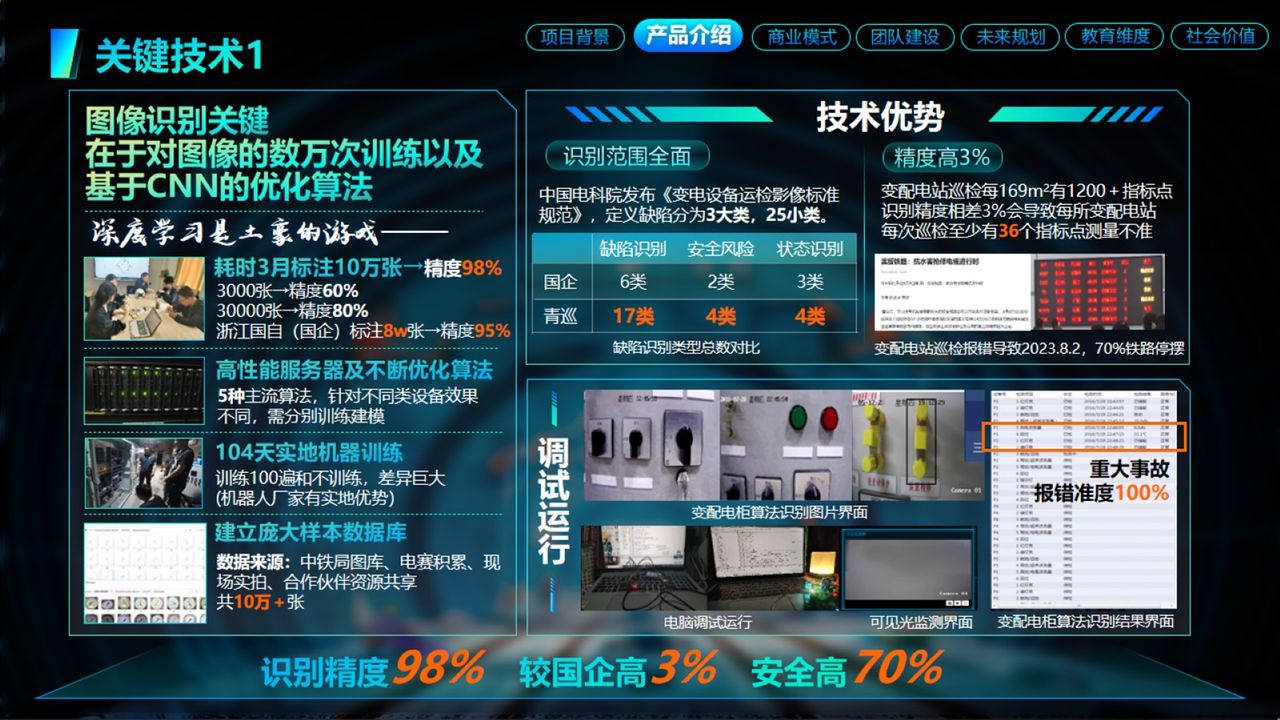 关键技术1
项目背景
产品介绍
商业模式
团队建设
未来规划
教育维度
社会价值
图像识别关键
在于对图像的数万次训练以及
基于CNN的优化算法
深度学习是土豪的游戏——
耗时3月标注10万张→精度98%
3000张→精度60%
30000张→精度80%
浙江国自（国企）标注8w张→精度95%
高性能服务器及不断优化算法
5种主流算法，针对不同类设备效果
不同，需分别训练建模
104天实地机器训练
训练100遍和不训练，差异巨大
(机器人厂家有实地优势)
建立庞大样本数据库
数据来源：中铁局图库、电赛积累、现
场实拍、合作伙伴资源共享
共10万+张
技术优势
识别范围全面
中国电科院发布《变电设备运检影像标准
规范》，定义缺陷分为3大类，25小类。
缺陷识别 安全风险 状态识别
国企 6类 2类 3类
青巡 17类 4类 4类
缺陷识别类型总数对比
精度高3%
变配电站巡检每169m²有1200+指标点
识别精度相差3%会导致每所变配电站
每次巡检至少有36个指标点测量不准
变配电站巡检报错导致2023.8.2，70%铁路停摆
调试运行
Camera 01
变配电柜算法识别图片界面
电脑调试运行
可见光监测界面
重大事故
报错准度100%
变配电柜算法识别结果界面
识别精度98% 较国企高3% 安全高70%